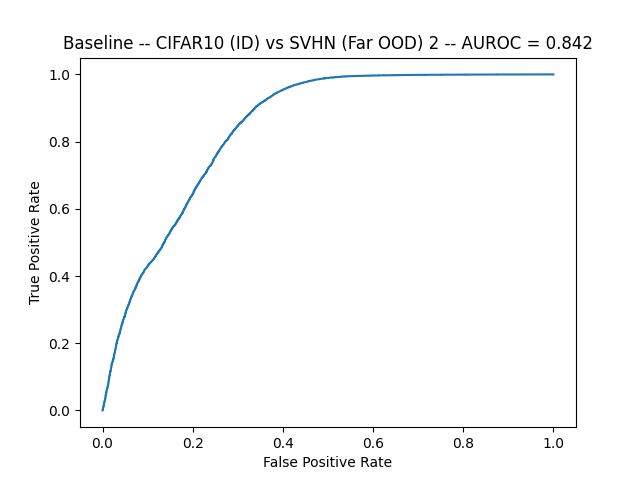 Baseline -- CIFAR10 (ID) vs SVHN (Far OOD) 2 -- AUROC = 0.842
1.0
0.8
0.6
0.4
0.2
0.0
True Positive Rate
0.0 0.2 0.4 0.6 0.8 1.0
False Positive Rate